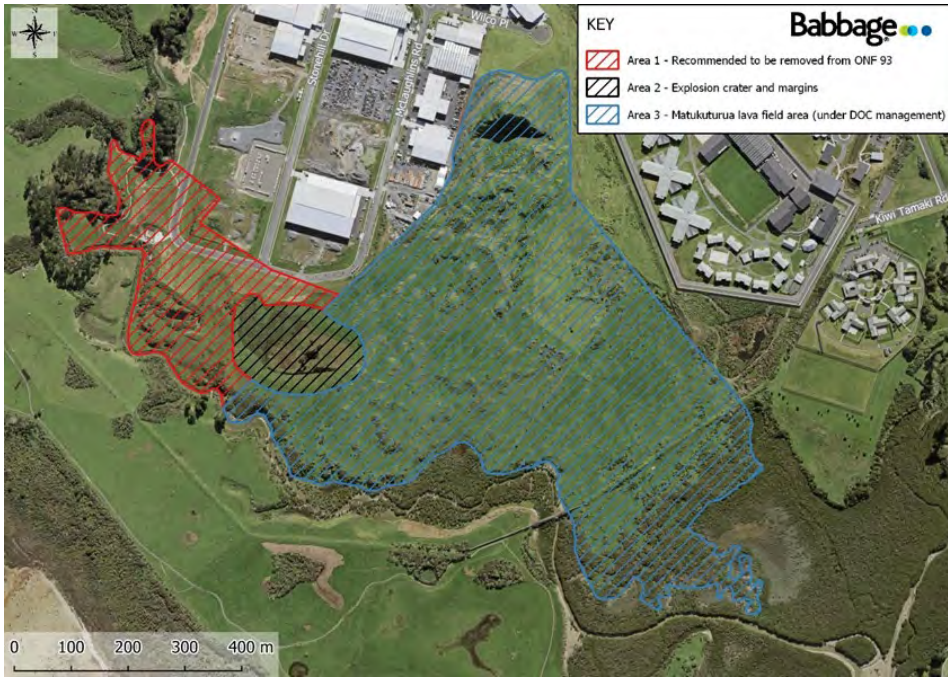 KEY
Babbage
Area 1 - Recommended to be removed from ONF 93
Area 2 - Explosion crater and margins
Area 3 - Matukuturua lava field area (under DOC management)
Wilco Pl
Stonehill Dr
McLaughlins Rd
Kiwi Tamaki Rd
0 100 200 300 400 m